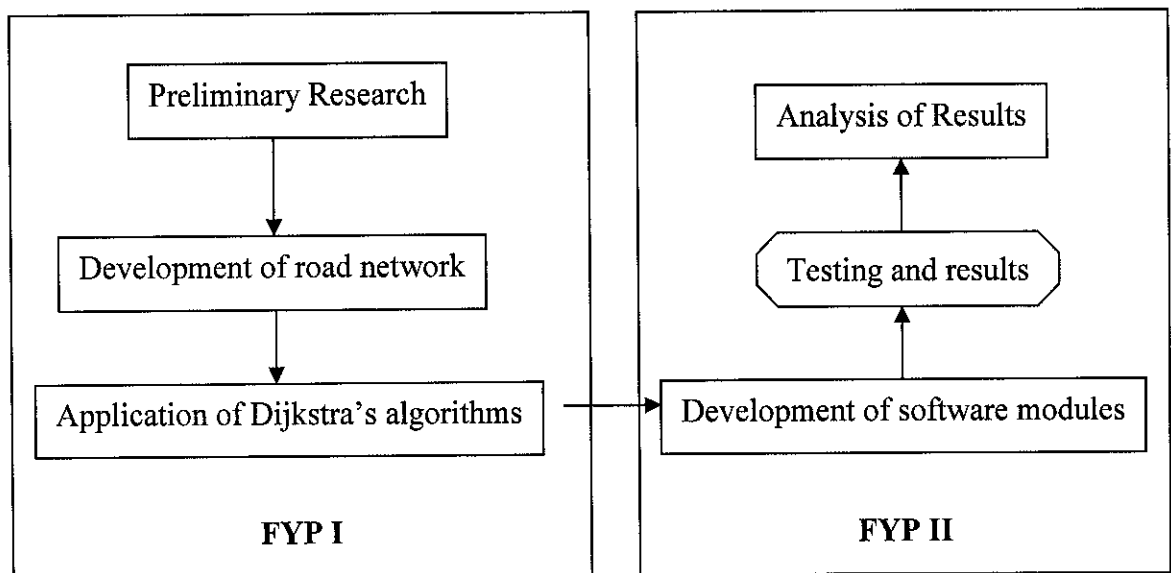 Preliminary Research
Development of road network
Application of Dijkstra's algorithms
FYP I
Analysis of Results
Testing and results
Development of software modules
FYP II